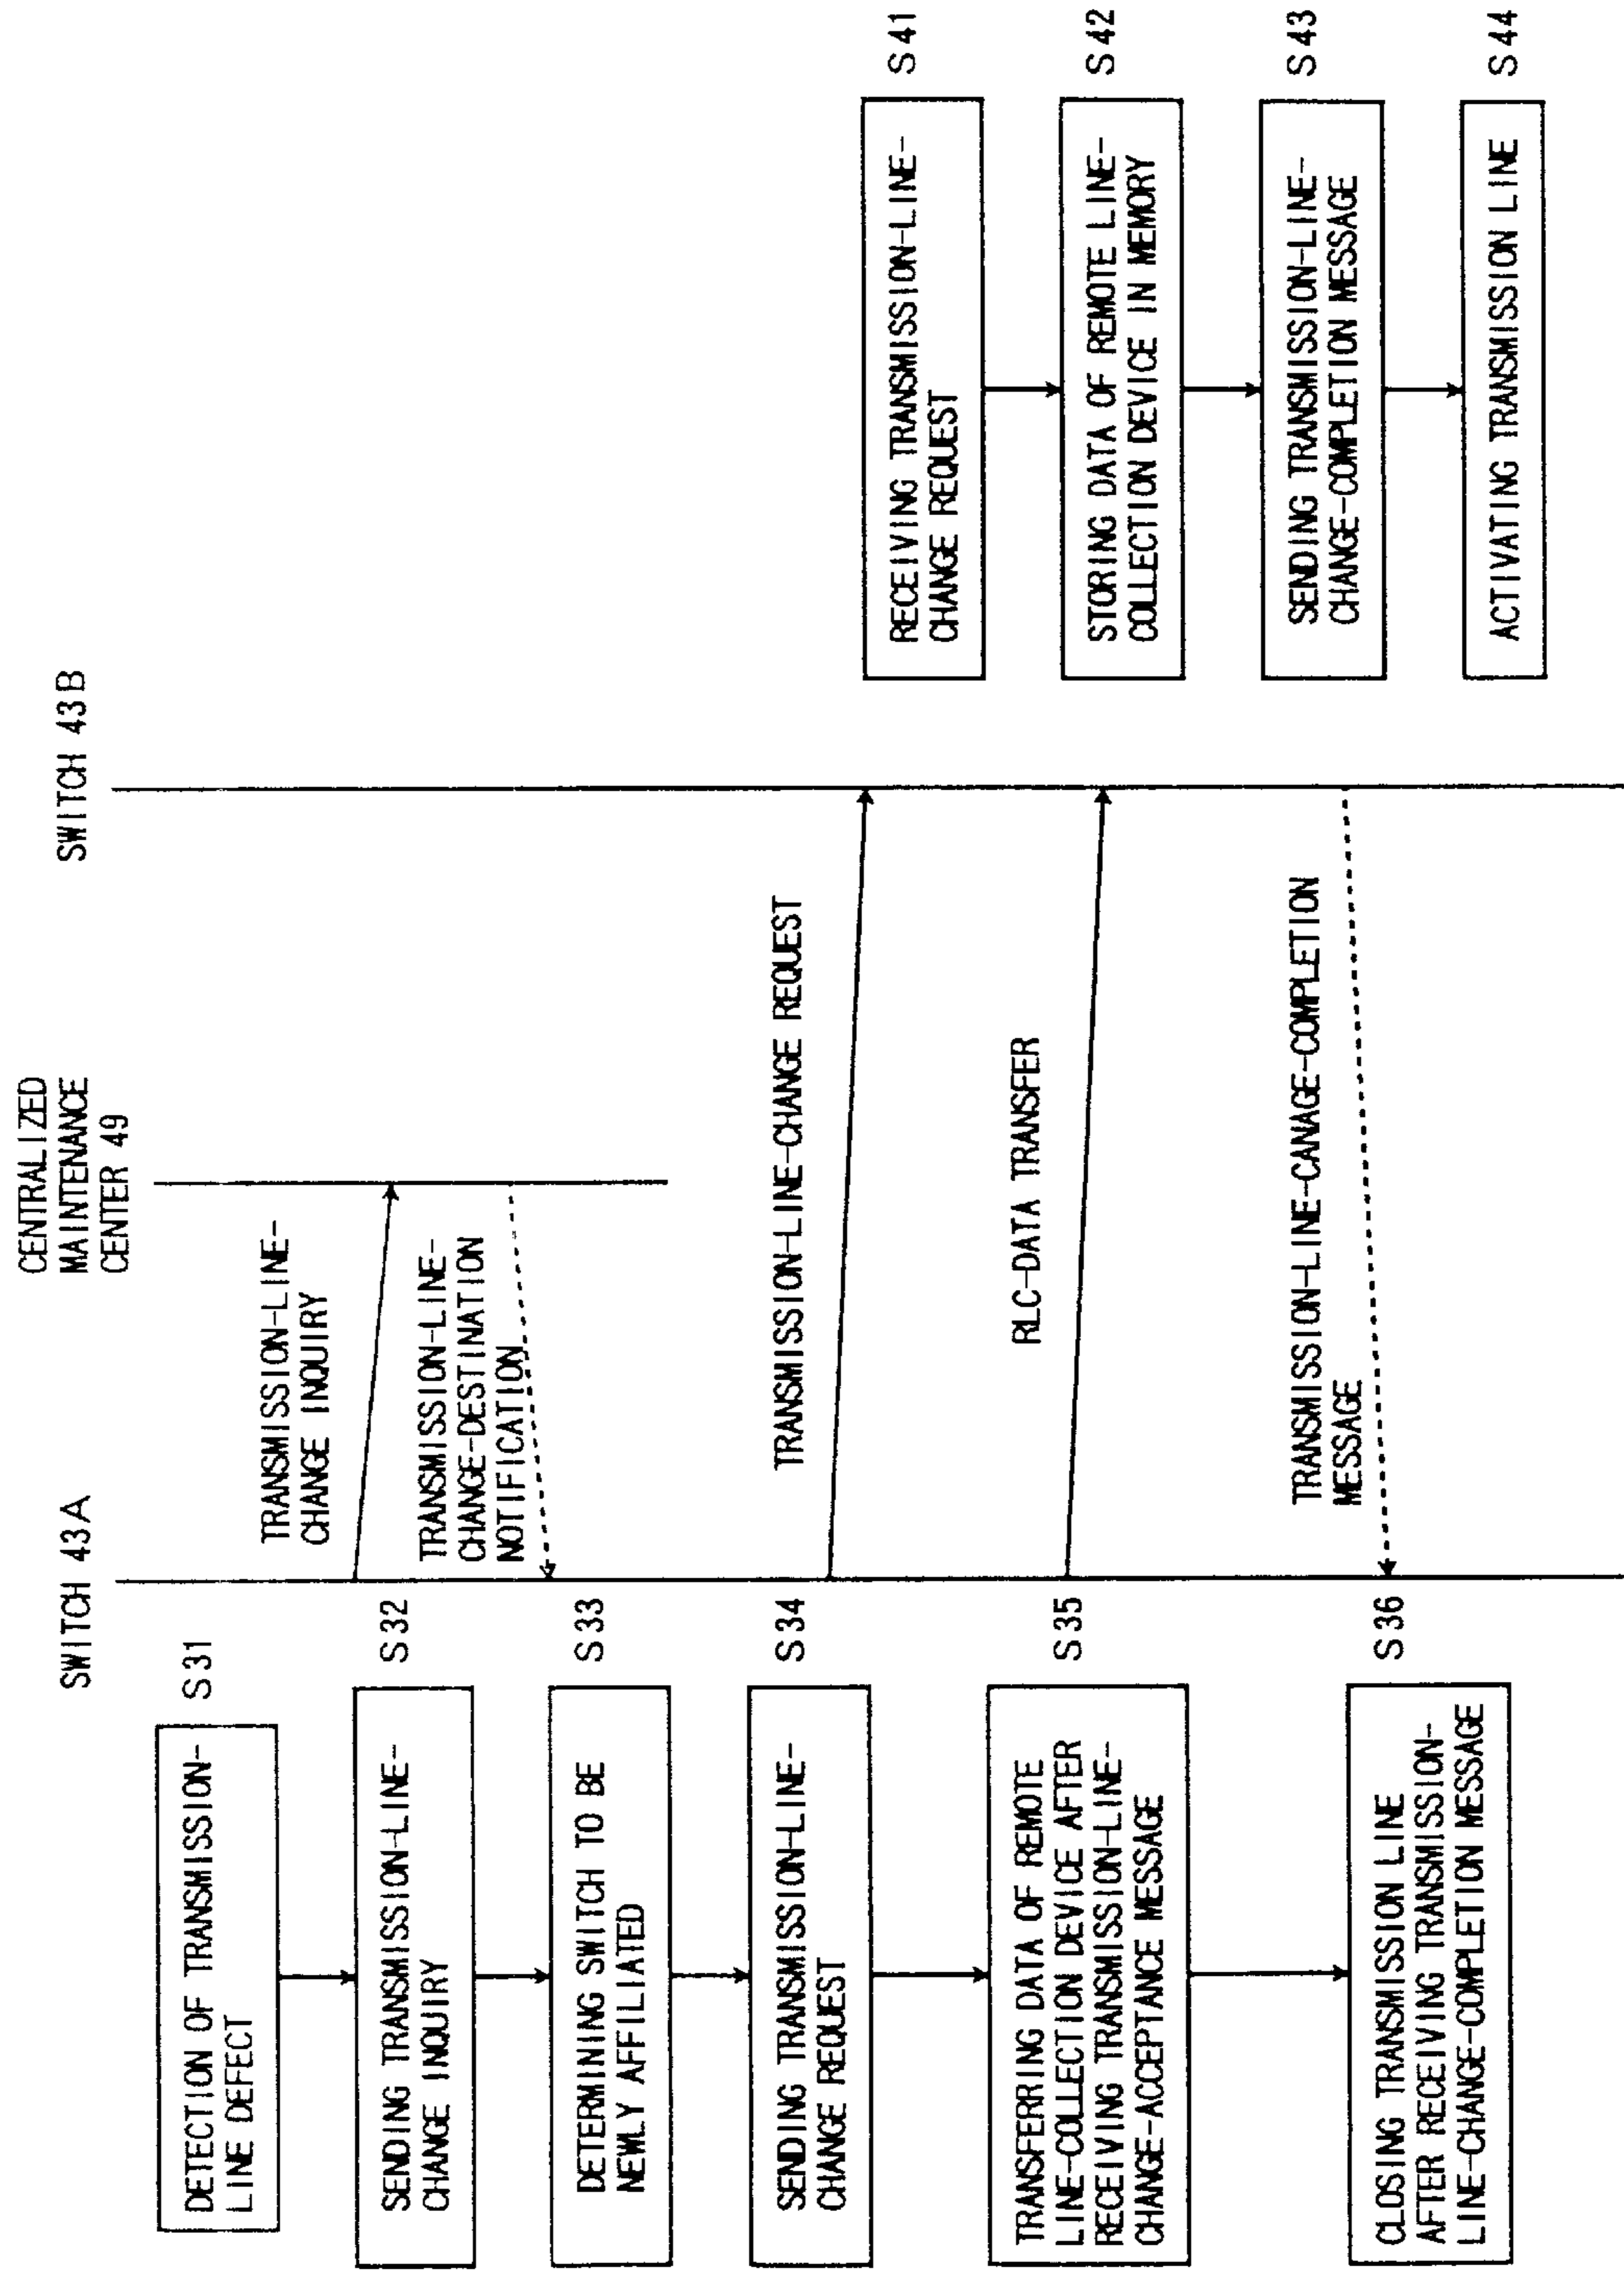 SWITCH 43A
CENTRALIZED
MAINTENANCE
CENTER 49
SWITCH 43B
DETECTION OF TRANSMISSION-
LINE DEFECT
S31
SENDING TRANSMISSION-LINE-
CHANGE INQUIRY
S32
TRANSMISSION-LINE-
CHANGE INQUIRY
TRANSMISSION-LINE-
CHANGE-DESTINATION
NOTIFICATION
DETERMINING SWITCH TO BE
NEWLY AFFILIATED
S33
SENDING TRANSMISSION-LINE-
CHANGE REQUEST
S34
TRANSMISSION-LINE-CHANGE REQUEST
RECEIVING TRANSMISSION-LINE-
CHANGE REQUEST
S41
TRANSFERRING DATA OF REMOTE
LINE-COLLECTION DEVICE AFTER
RECEIVING TRANSMISSION-LINE-
CHANGE-ACCEPTANCE MESSAGE
S35
RLC-DATA TRANSFER
STORING DATA OF REMOTE LINE-
COLLECTION DEVICE IN MEMORY
S42
SENDING TRANSMISSION-LINE-
CHANGE-COMPLETION MESSAGE
S43
TRANSMISSION-LINE-CANAGE-COMPLETION
MESSAGE
CLOSING TRANSMISSION LINE
AFTER RECEIVING TRANSMISSION-
LINE-CHANGE-COMPLETION MESSAGE
S36
ACTIVATING TRANSMISSION LINE
S44